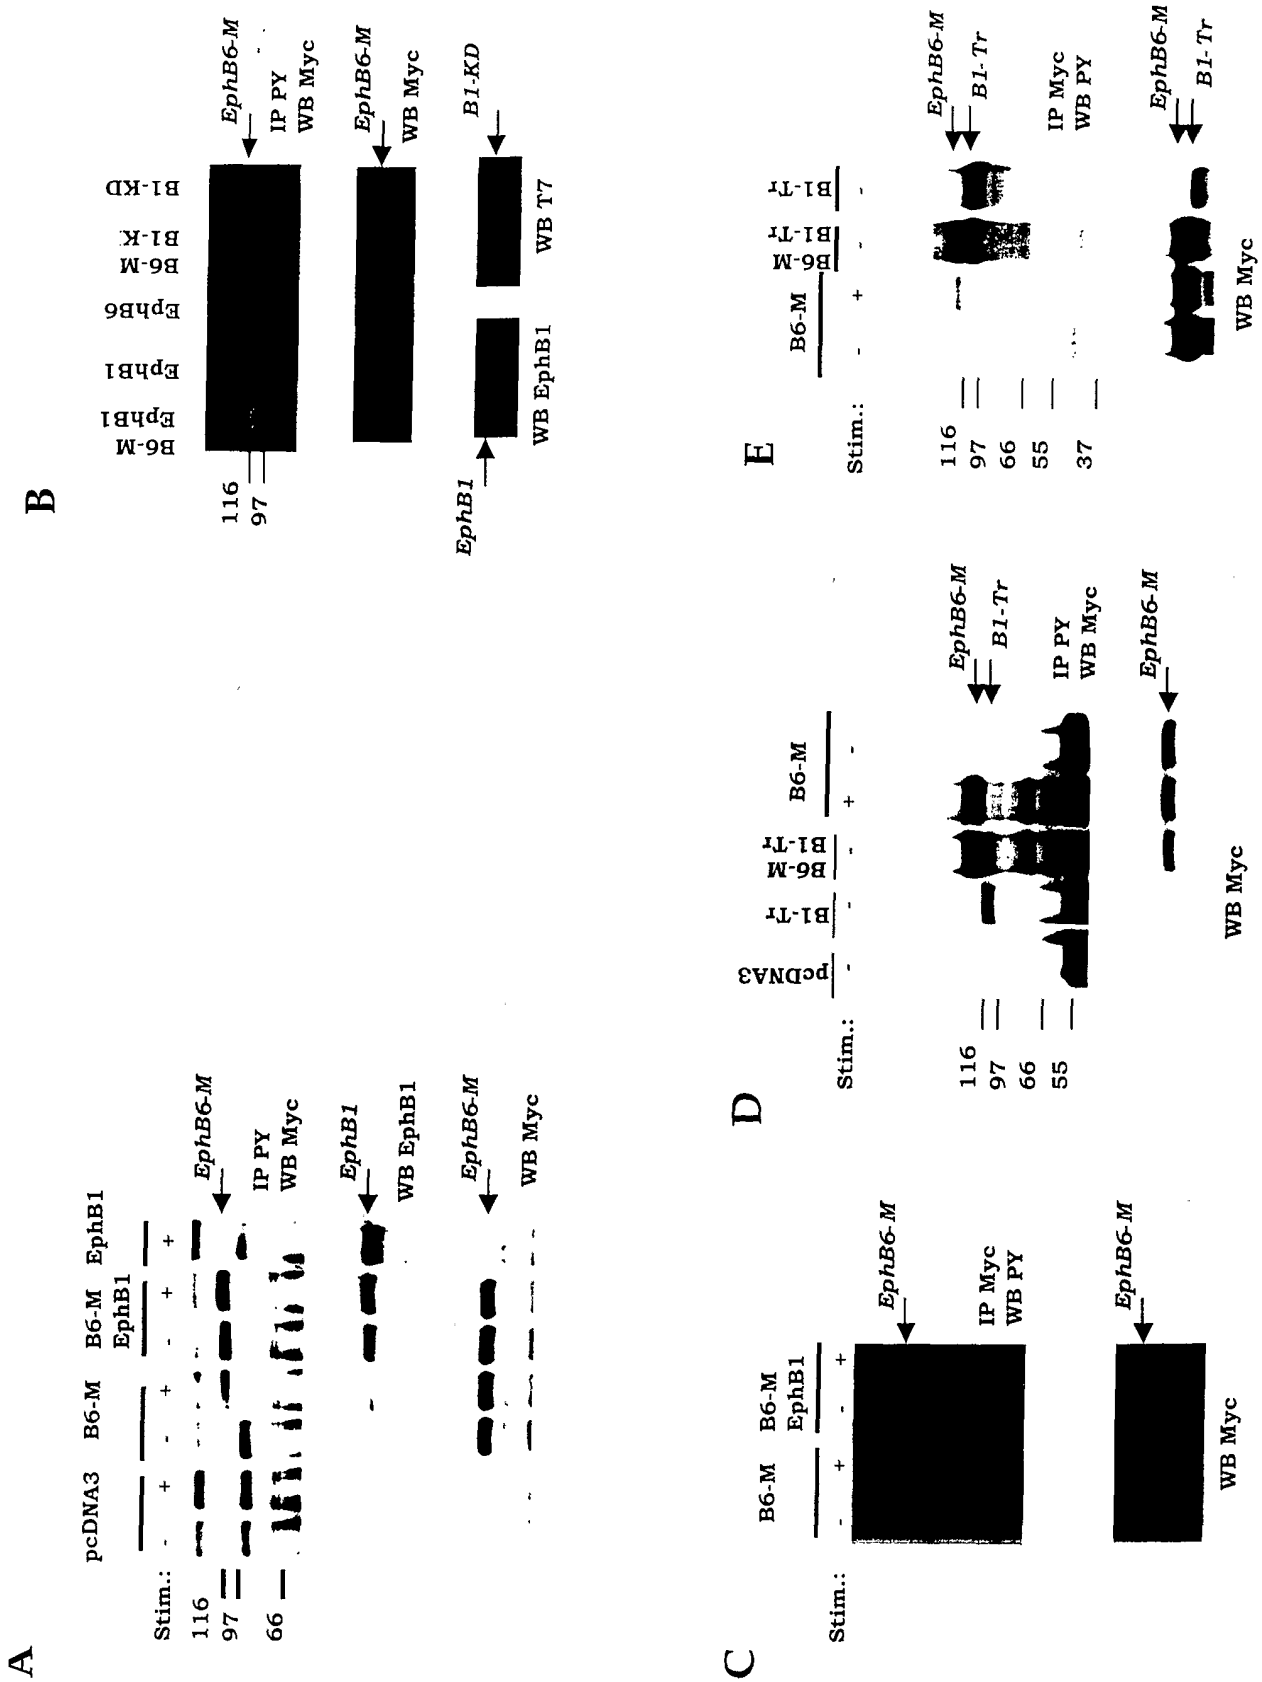 A
pcDNA3 B6-M B6-M EphB1
EphB1
Stim.: - + - + - + +
116
97
66
EphB6-M
IP PY
WB Myc
EphB1
WB EphB1
EphB6-M
WB Myc
B
B6-M EphB1 EphB1 EphB6 B6-M B1-K B1-KD
116
97
EphB6-M
IP PY
WB Myc
EphB6-M
WB Myc
EphB1
B1-KD
WB EphB1 WB T7
C
B6-M B6-M
EphB1
Stim.: - + - +
EphB6-M
IP Myc
WB PY
EphB6-M
WB Myc
D
pcDNA3 B1-Tr B6-M B1-Tr B6-M
Stim.: - - - + -
116
97
66
55
EphB6-M
B1-Tr
IP PY
WB Myc
EphB6-M
WB Myc
E
B6-M B6-M B1-Tr B1-Tr
Stim.: - + - -
116
97
66
55
37
EphB6-M
B1-Tr
IP Myc
WB PY
EphB6-M
B1-Tr
WB Myc